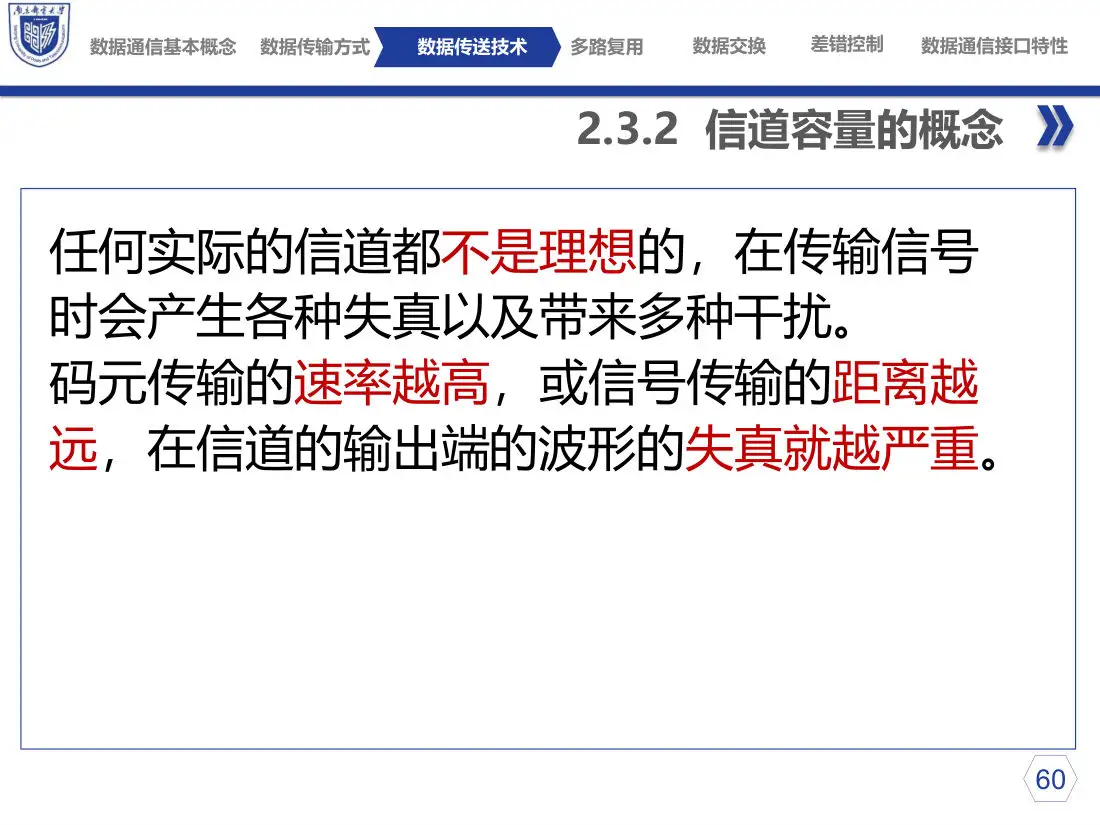 数据通信基本概念 数据传输方式 数据传送技术 多路复用 数据交换 差错控制 数据通信接口特性
2.3.2 信道容量的概念
任何实际的信道都不是理想的，在传输信号
时会产生各种失真以及带来多种干扰。
码元传输的速率越高，或信号传输的距离越
远，在信道的输出端的波形的失真就越严重。
60